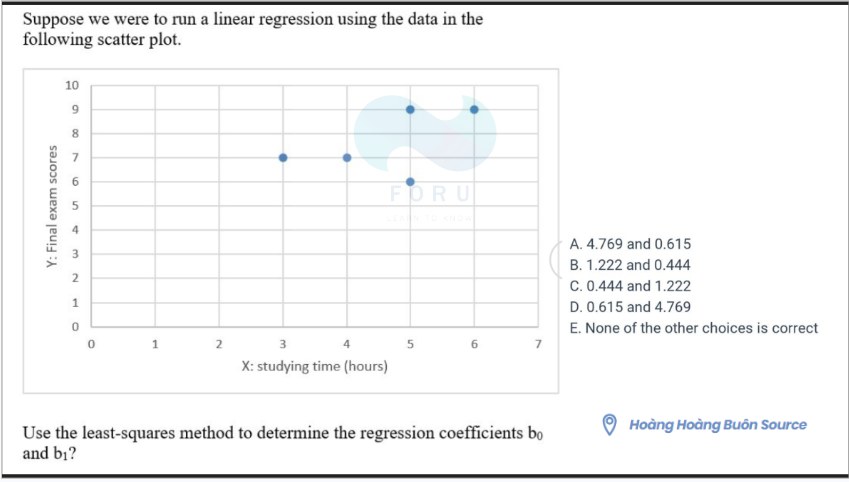 Suppose we were to run a linear regression using the data in the
following scatter plot.
10
9
8
7
6
5
4
3
2
1
0
Y: Final exam scores
0 1 2 3 4 5 6 7
X: studying time (hours)
FORU
A. 4.769 and 0.615
B. 1.222 and 0.444
C. 0.444 and 1.222
D. 0.615 and 4.769
E. None of the other choices is correct
Hoàng Hoàng Buôn Source
Use the least-squares method to determine the regression coefficients b₀
and b₁?